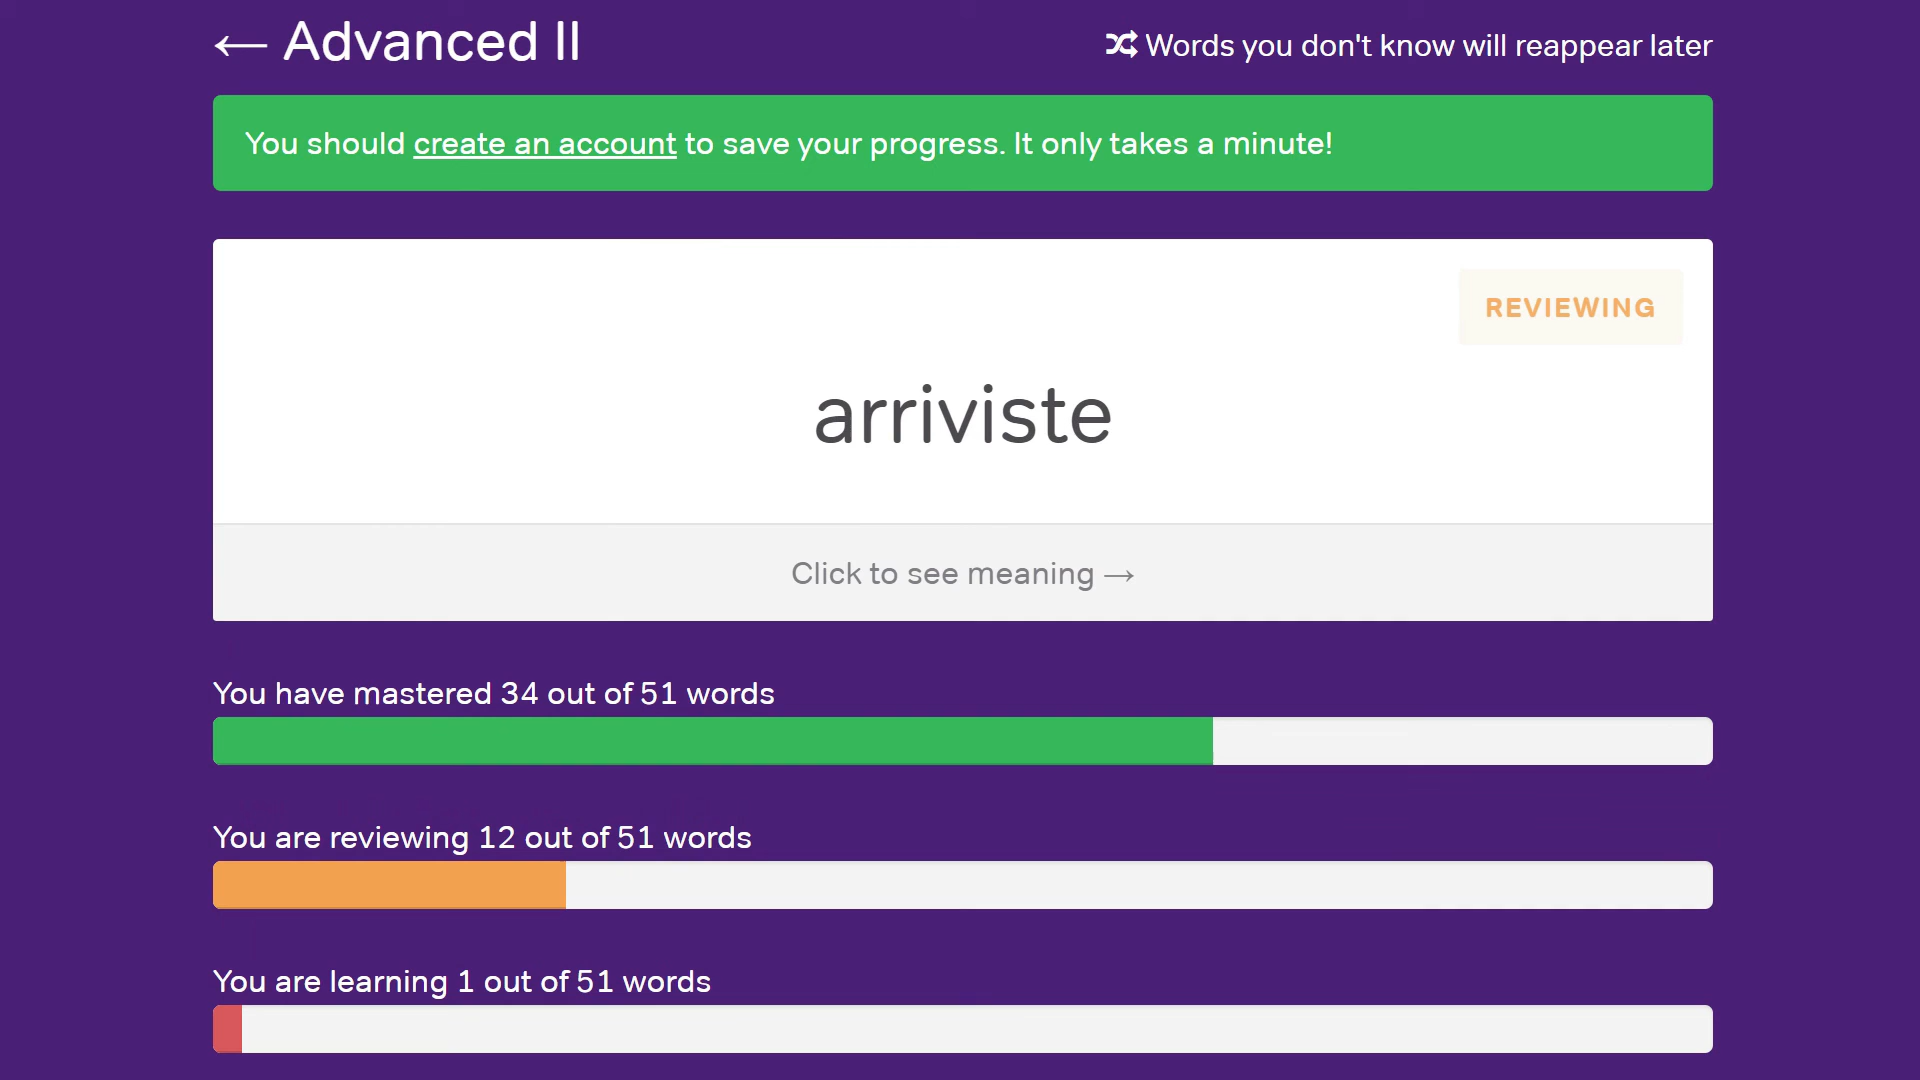 ← Advanced II
Words you don't know will reappear later
You should create an account to save your progress. It only takes a minute!
REVIEWING
arriviste
Click to see meaning →
You have mastered 34 out of 51 words
You are reviewing 12 out of 51 words
You are learning 1 out of 51 words